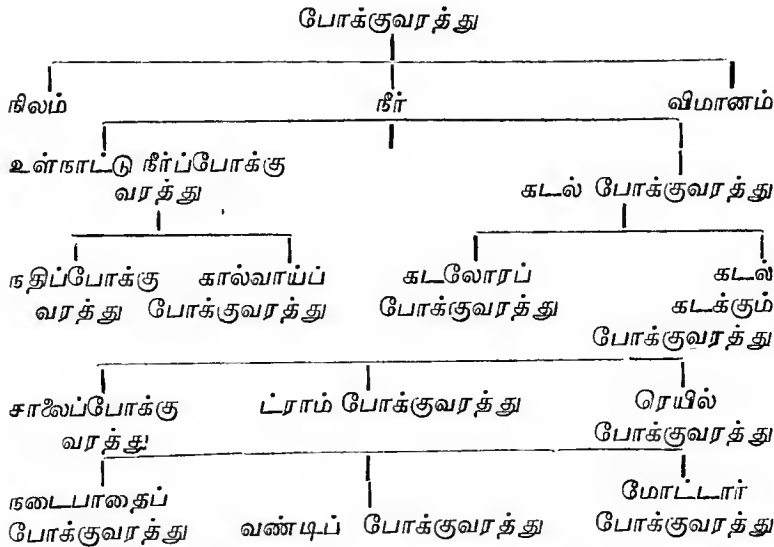 போக்குவரத்து
நிலம் நீர் விமானம்
உள்நாட்டு நீர்ப்போக்கு
வரத்து கடல் போக்குவரத்து
நதிப்போக்கு கால்வாய்ப் கடலோரப் கடல்
வரத்து போக்குவரத்து போக்குவரத்து கடக்கும்
போக்குவரத்து
சாலைப்போக்கு ட்ராம் போக்குவரத்து ரெயில்
வரத்து போக்குவரத்து
நடைபாதைப் மோட்டார்
போக்குவரத்து வண்டிப் போக்குவரத்து போக்குவரத்து